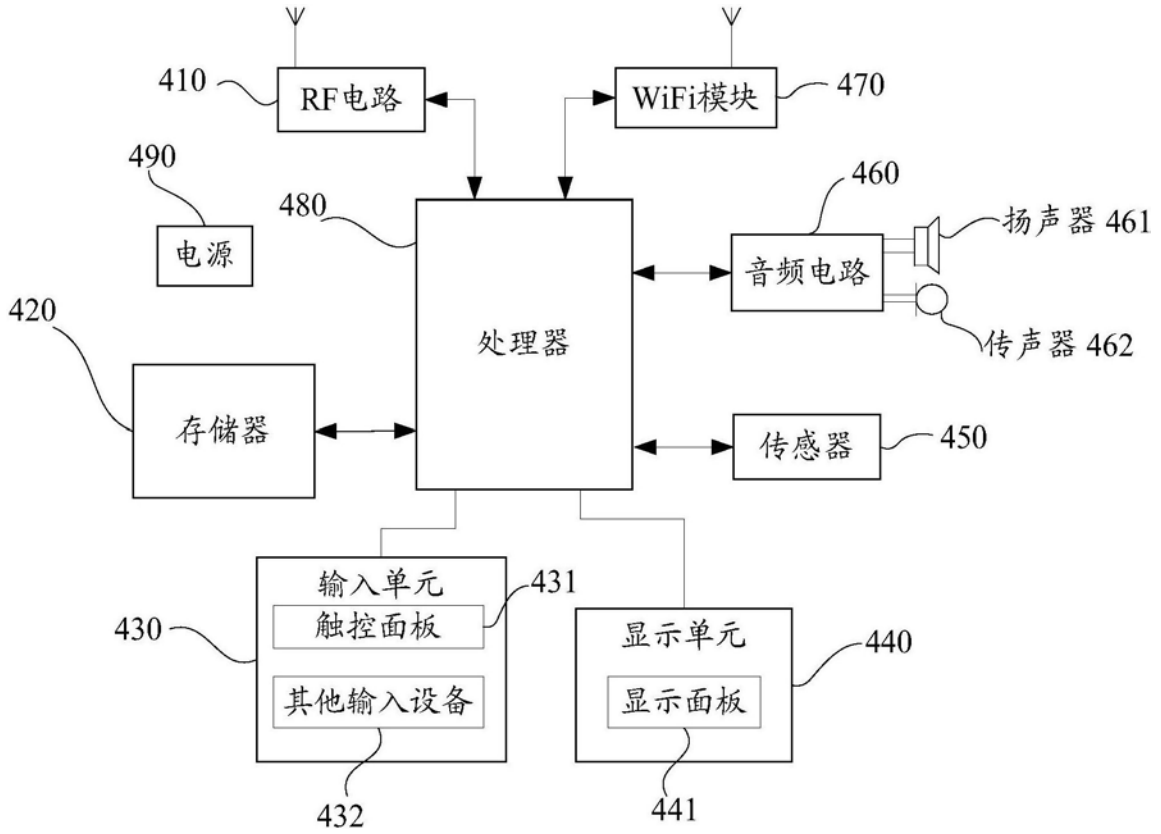 410
RF电路
WiFi模块
470
490
电源
480
处理器
460
音频电路
扬声器 461
传声器 462
420
存储器
传感器
450
430
输入单元
触控面板
431
其他输入设备
432
显示单元
440
显示面板
441